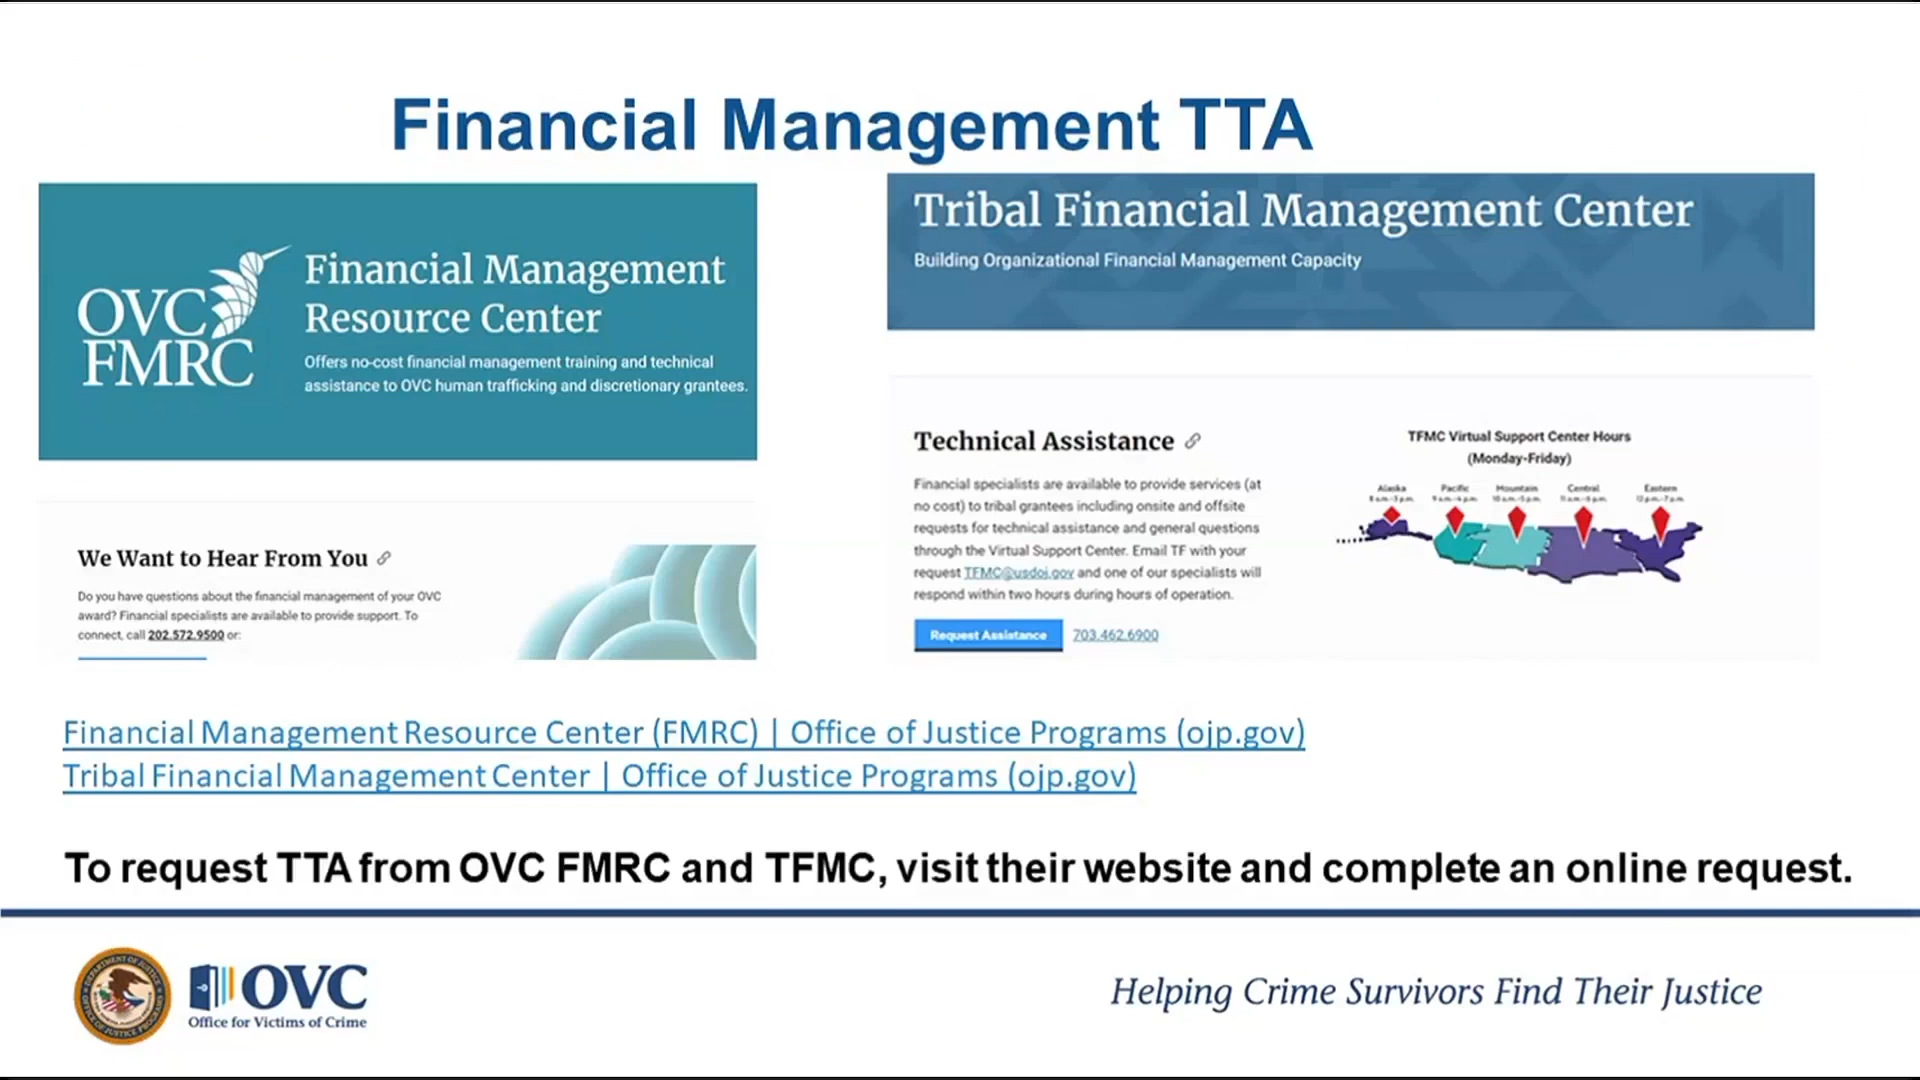 Financial Management TTA
OVC
FMRC
Financial Management
Resource Center
Offers no-cost financial management training and technical
assistance to OVC human trafficking and discretionary grantees.
We Want to Hear From You
Do you have questions about the financial management of your OVC
award? Financial specialists are available to provide support. To
connect, call 202.572.9500 or:
Tribal Financial Management Center
Building Organizational Financial Management Capacity
Technical Assistance
Financial specialists are available to provide services (at
no cost) to tribal grantees including onsite and offsite
requests for technical assistance and general questions
through the Virtual Support Center. Email TF with your
request TFMC@usdoj.gov and one of our specialists will
respond within two hours during hours of operation.
Request Assistance 703.462.6900
TFMC Virtual Support Center Hours
(Monday-Friday)
Alaska Pacific Mountain Central Eastern
Financial Management Resource Center (FMRC) | Office of Justice Programs (ojp.gov)
Tribal Financial Management Center | Office of Justice Programs (ojp.gov)
To request TTA from OVC FMRC and TFMC, visit their website and complete an online request.
OVC
Office for Victims of Crime
Helping Crime Survivors Find Their Justice